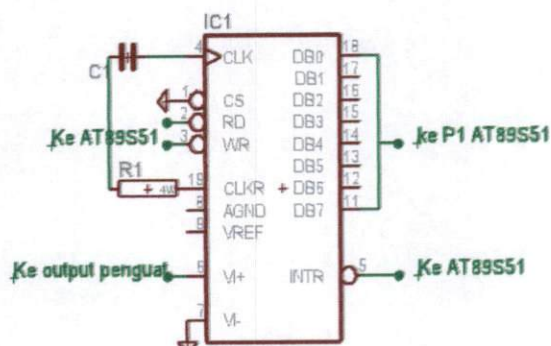 IC1
C1
4 CLK DB0 18
DB1 17
1 CS DB2 16
2 RD DB3 15
Ke AT89S51 3 WR DB4 14
ke P1 AT89S51
DB5 13
R1 19 CLKR DB6 12
8 AGND DB7 11
9 VREF
Ke output penguat 6 VI+ INTR 5 Ke AT89S51
7 VI-